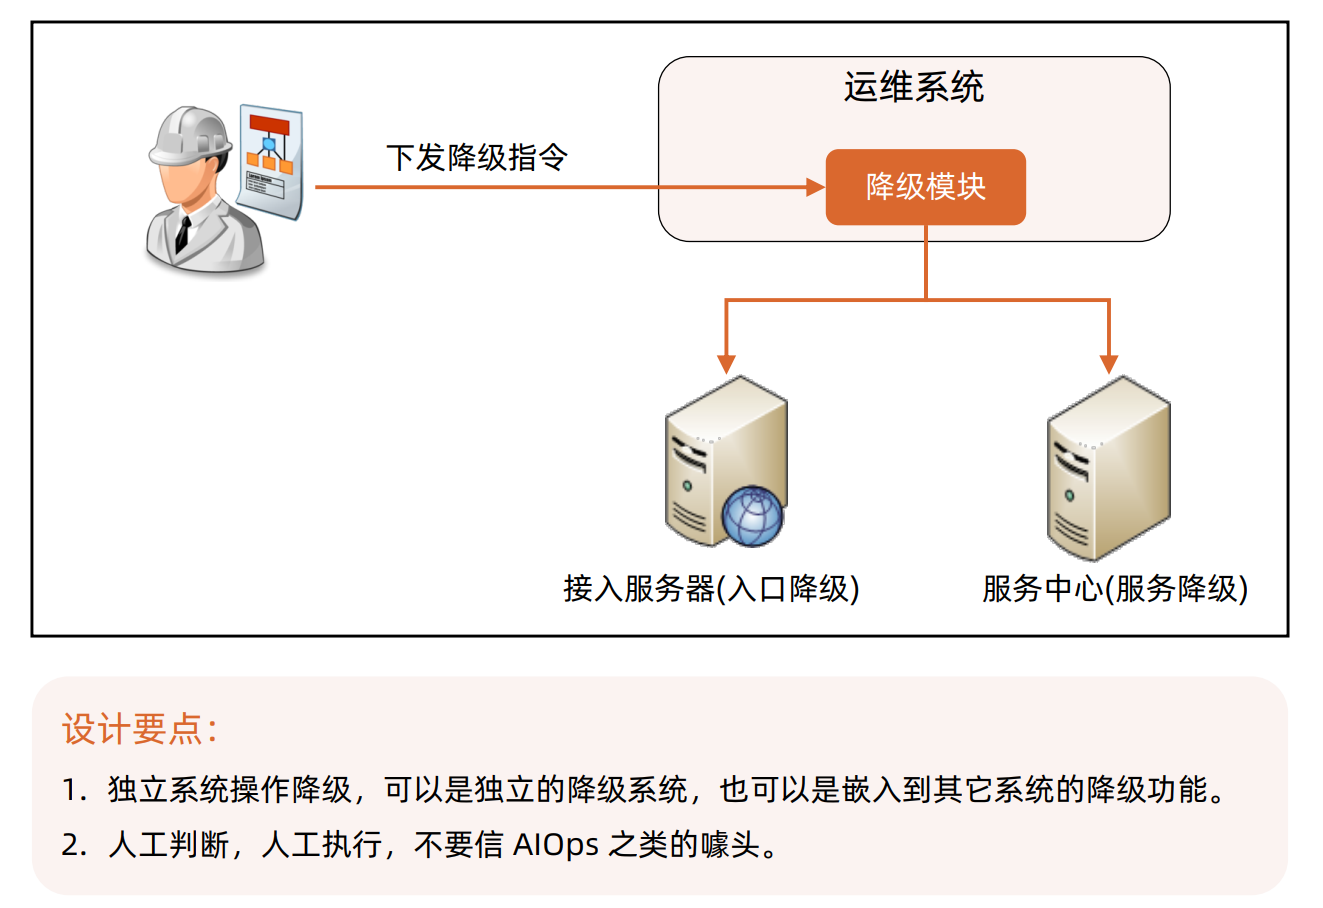 运维系统
下发降级指令
降级模块
接入服务器(入口降级)
服务中心(服务降级)
设计要点：
1. 独立系统操作降级，可以是独立的降级系统，也可以是嵌入到其它系统的降级功能。
2. 人工判断，人工执行，不要信 AIOps 之类的噱头。